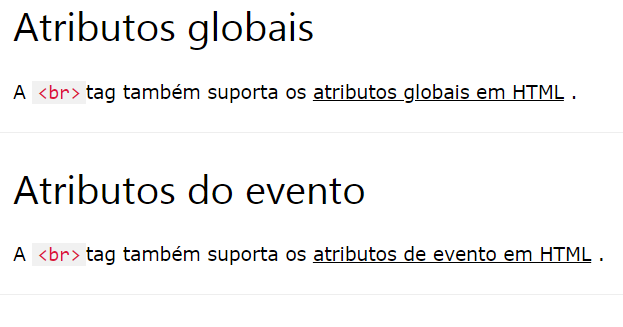 Atributos globais
A <br> tag também suporta os atributos globais em HTML .
Atributos do evento
A <br> tag também suporta os atributos de evento em HTML .